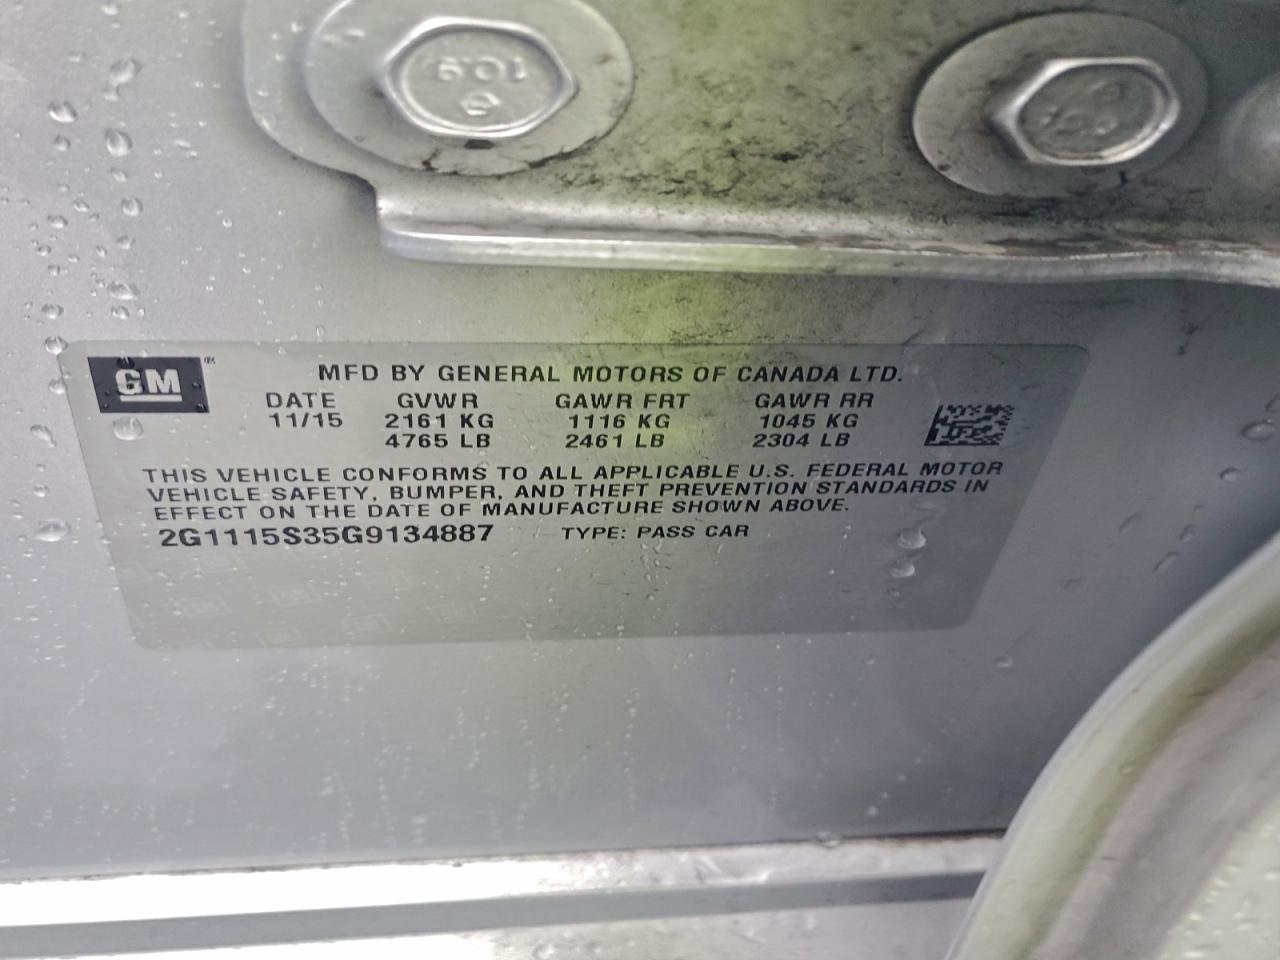 10.9
GM
MFD BY GENERAL MOTORS OF CANADA LTD.
DATE GVWR GAWR FRT GAWR RR
11/15 2161 KG 1116 KG 1045 KG
4765 LB 2461 LB 2304 LB
THIS VEHICLE CONFORMS TO ALL APPLICABLE U.S. FEDERAL MOTOR
VEHICLE SAFETY, BUMPER, AND THEFT PREVENTION STANDARDS IN
EFFECT ON THE DATE OF MANUFACTURE SHOWN ABOVE.
2G1115S35G9134887 TYPE: PASS CAR